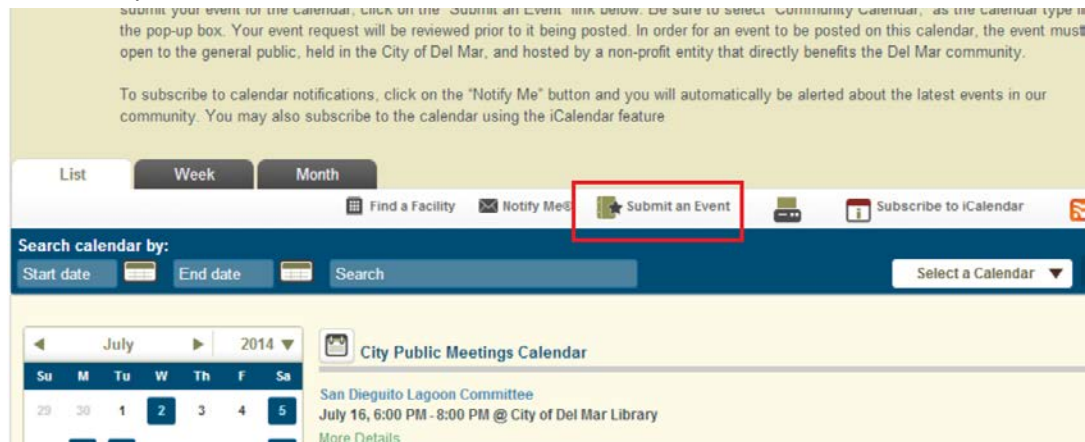 submit your event for the calendar, click on the "Submit an Event" link below. Be sure to select "Community Calendar," as the calendar type i
the pop-up box. Your event request will be reviewed prior to it being posted. In order for an event to be posted on this calendar, the event must
open to the general public, held in the City of Del Mar, and hosted by a non-profit entity that directly benefits the Del Mar community.
To subscribe to calendar notifications, click on the "Notify Me" button and you will automatically be alerted about the latest events in our
community. You may also subscribe to the calendar using the iCalendar feature
List Week Month
Find a Facility Notify Me® Submit an Event Subscribe to iCalendar
Search calendar by:
Start date End date Search Select a Calendar
July 2014
City Public Meetings Calendar
Su M Tu W Th F Sa
San Dieguito Lagoon Committee
29 30 1 2 3 4 5
July 16, 6:00 PM - 8:00 PM @ City of Del Mar Library
More Details